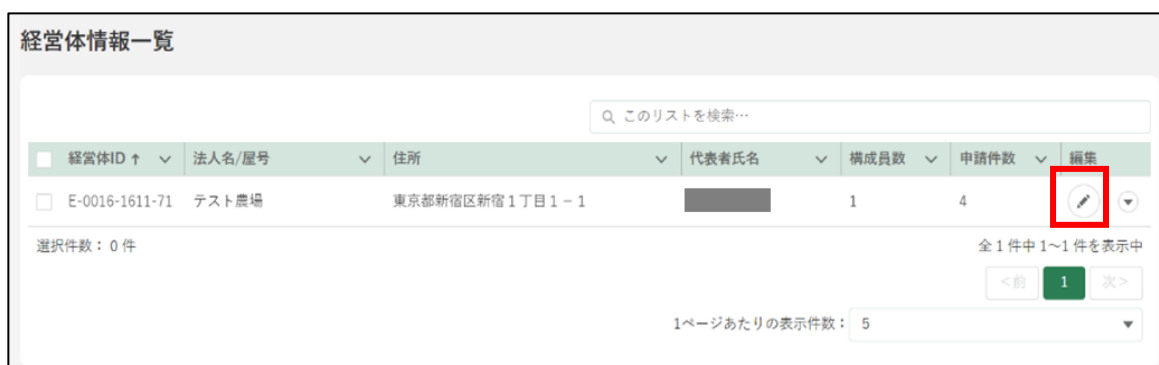 経営体情報一覧
このリストを検索…
経営体ID ↑ 法人名/屋号 住所 代表者氏名 構成員数 申請件数 編集
E-0016-1611-71 テスト農場 東京都新宿区新宿1丁目1-1 1 4
選択件数: 0 件
全 1 件中 1~1 件を表示中
<前 1 次>
1ページあたりの表示件数: 5